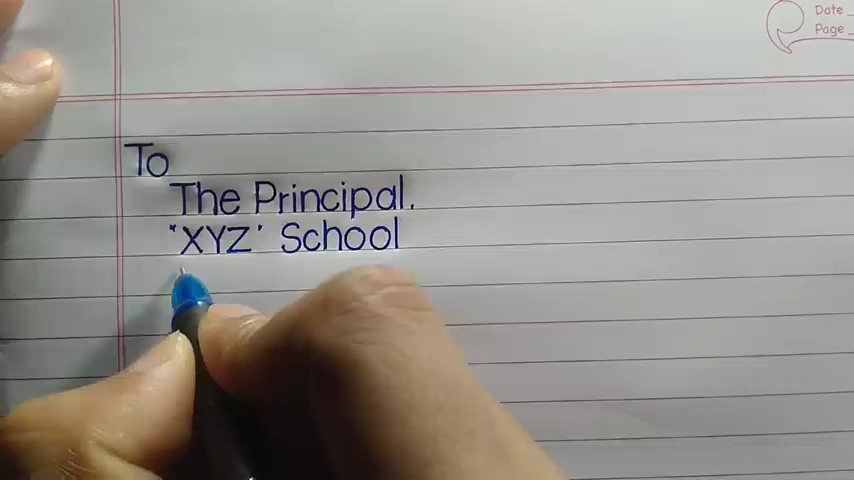 Date
Page
To
The Principal.
'XYZ' School